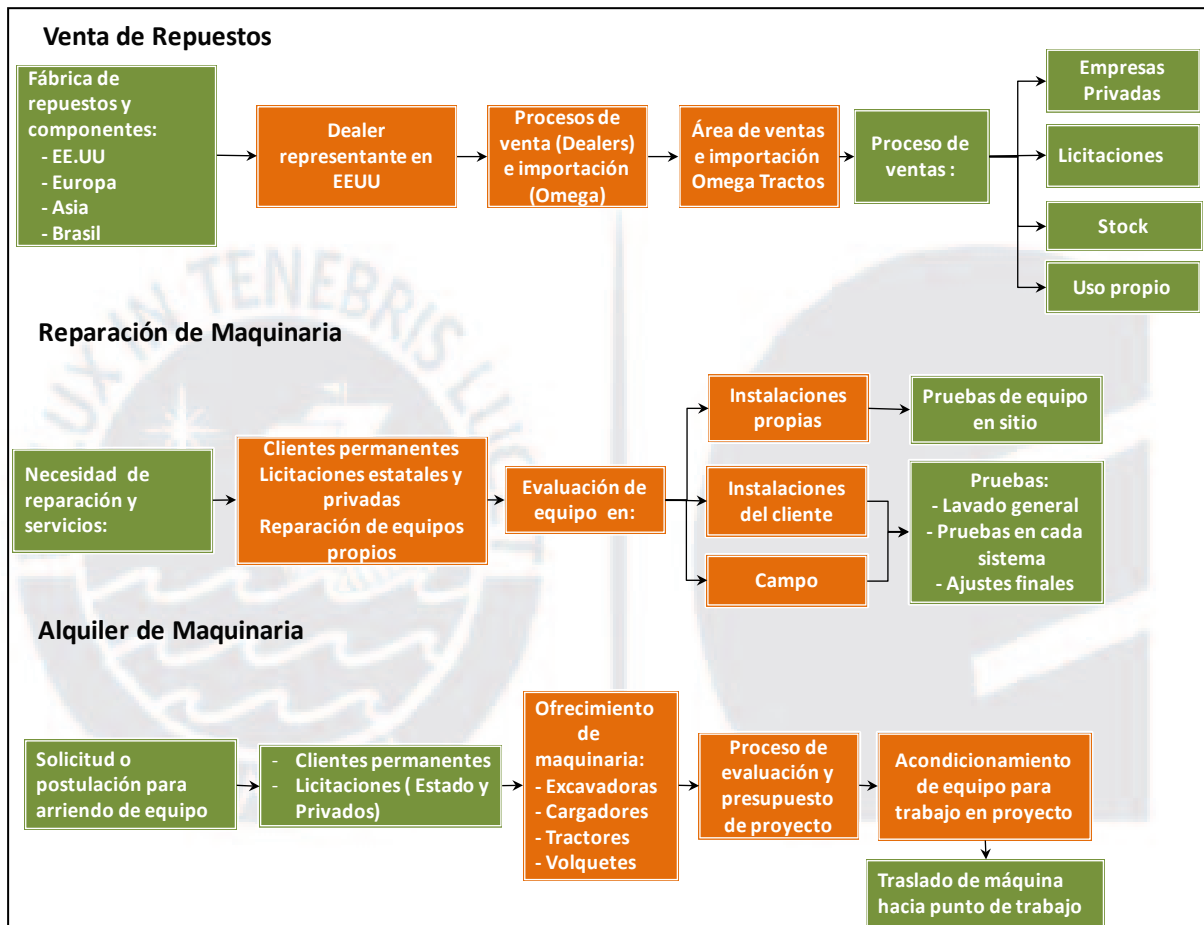 Venta de Repuestos
Fábrica de
repuestos y
componentes:
- EE.UU
- Europa
- Asia
- Brasil
Dealer
representante en
EEUU
Procesos de
venta (Dealers)
e importación
(Omega)
Área de ventas
e importación
Omega Tractos
Proceso de
ventas :
Empresas
Privadas
Licitaciones
Stock
Uso propio
Reparación de Maquinaria
Necesidad de
reparación y
servicios:
Clientes permanentes
Licitaciones estatales y
privadas
Reparación de equipos
propios
Evaluación de
equipo en:
Instalaciones
propias
Instalaciones
del cliente
Campo
Pruebas de equipo
en sitio
Pruebas:
- Lavado general
- Pruebas en cada
sistema
- Ajustes finales
Alquiler de Maquinaria
Solicitud o
postulación para
arriendo de equipo
- Clientes permanentes
- Licitaciones ( Estado y
Privados)
Ofrecimiento
de
maquinaria:
- Excavadoras
- Cargadores
- Tractores
- Volquetes
Proceso de
evaluación y
presupuesto
de proyecto
Acondicionamiento
de equipo para
trabajo en proyecto
Traslado de máquina
hacia punto de trabajo
UX IN TENEBRIS LUCET